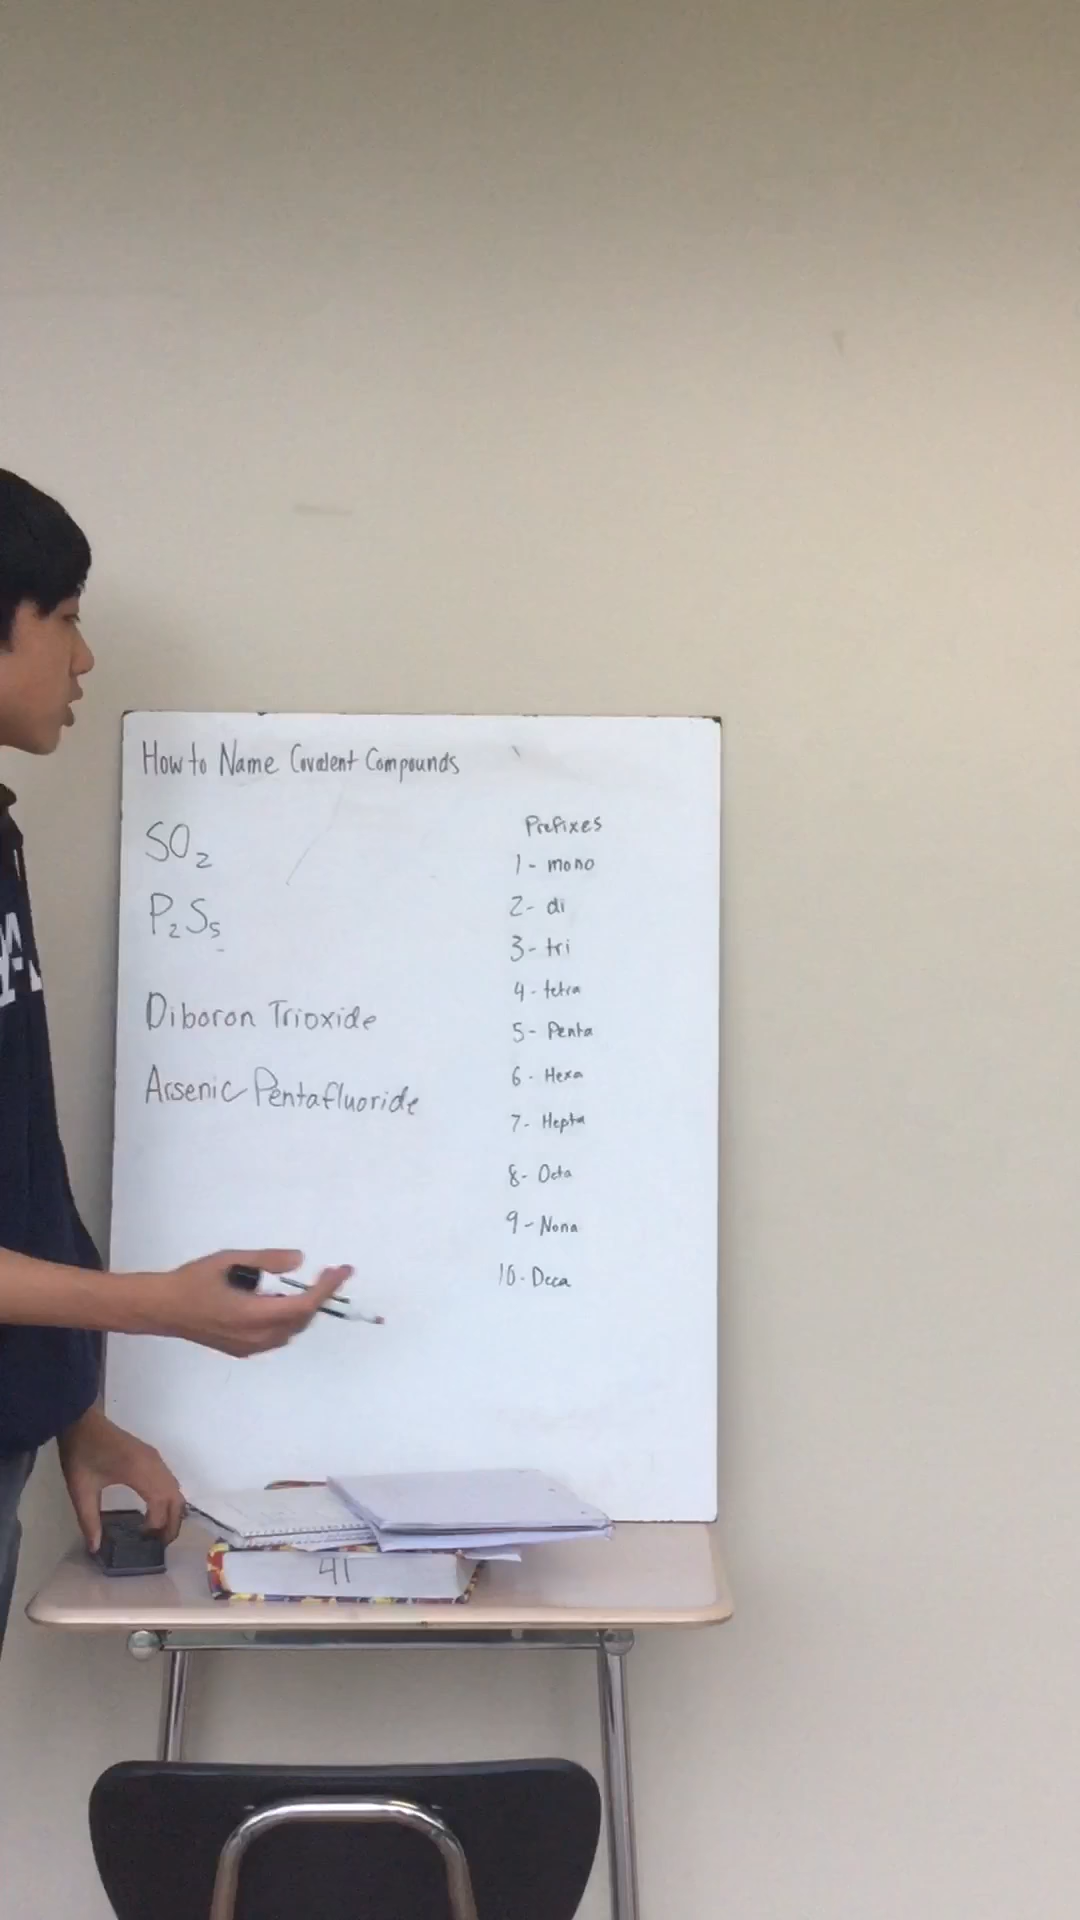 How to Name Covalent Compounds
SO₂
P₂S₅
Diboron Trioxide
Arsenic Pentafluoride
Prefixes
1 - mono
2 - di
3 - tri
4 - tetra
5 - Penta
6 - Hexa
7 - Hepta
8 - Octa
9 - Nona
10 - Deca
41